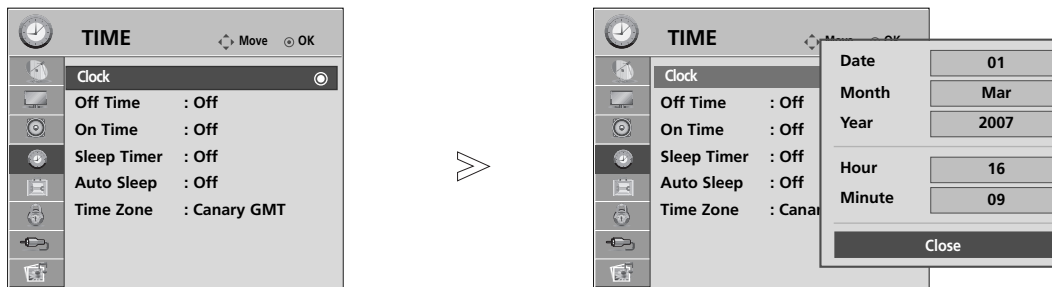 TIME Move OK
Clock
Off Time : Off
On Time : Off
Sleep Timer : Off
Auto Sleep : Off
Time Zone : Canary GMT
TIME
Clock
Off Time : Off
On Time : Off
Sleep Timer : Off
Auto Sleep : Off
Time Zone : Canar
Date 01
Month Mar
Year 2007
Hour 16
Minute 09
Close